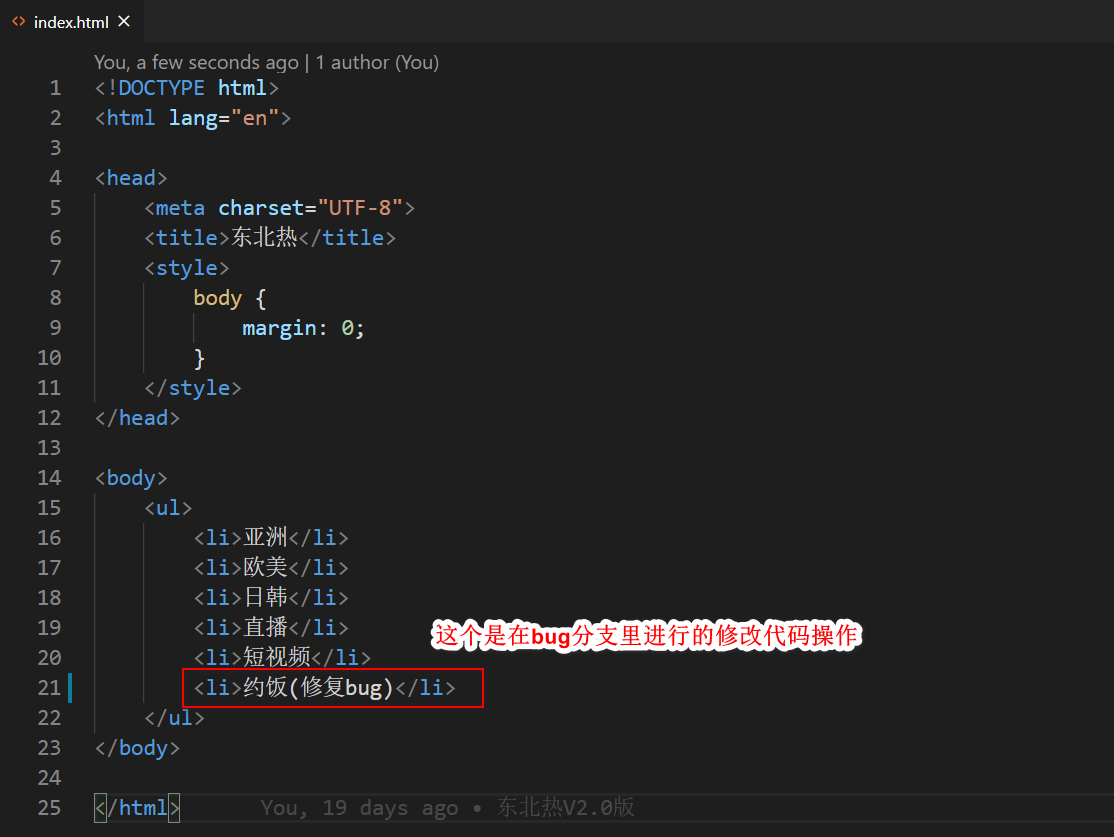 index.html
You, a few seconds ago | 1 author (You)
1 <!DOCTYPE html>
2 <html lang="en">
3
4 <head>
5 <meta charset="UTF-8">
6 <title>东北热</title>
7 <style>
8 body {
9 margin: 0;
10 }
11 </style>
12 </head>
13
14 <body>
15 <ul>
16 <li>亚洲</li>
17 <li>欧美</li>
18 <li>日韩</li>
19 <li>直播</li>
这个是在bug分支里进行的修改代码操作
20 <li>短视频</li>
21 <li>约饭(修复bug)</li>
22 </ul>
23 </body>
24
25 </html> You, 19 days ago • 东北热V2.0版